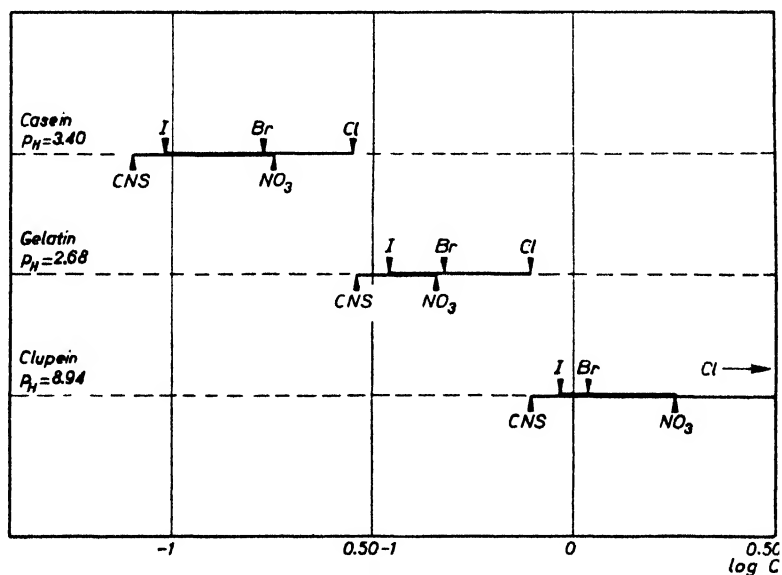 Casein
I Br Cl
PH=3.40
CNS NO3
Gelatin
I Br Cl
PH=2.68
CNS NO3
Clupein
I Br Cl
PH=8.94
CNS NO3
-1 0.50-1 0 0.50
log C